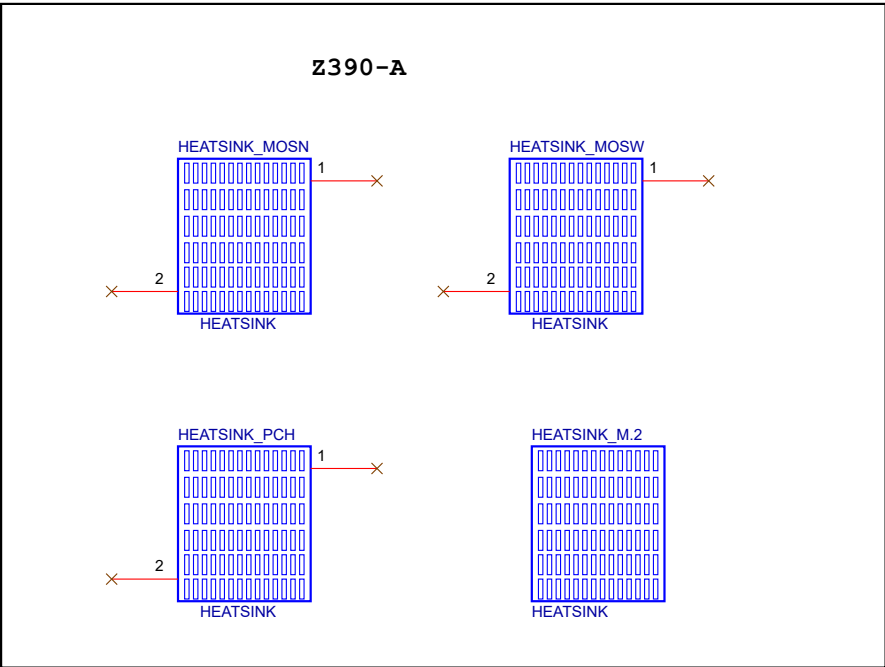 Z390-A
HEATSINK_MOSN
1
2
HEATSINK
HEATSINK_MOSW
1
2
HEATSINK
HEATSINK_PCH
1
2
HEATSINK
HEATSINK_M.2
HEATSINK